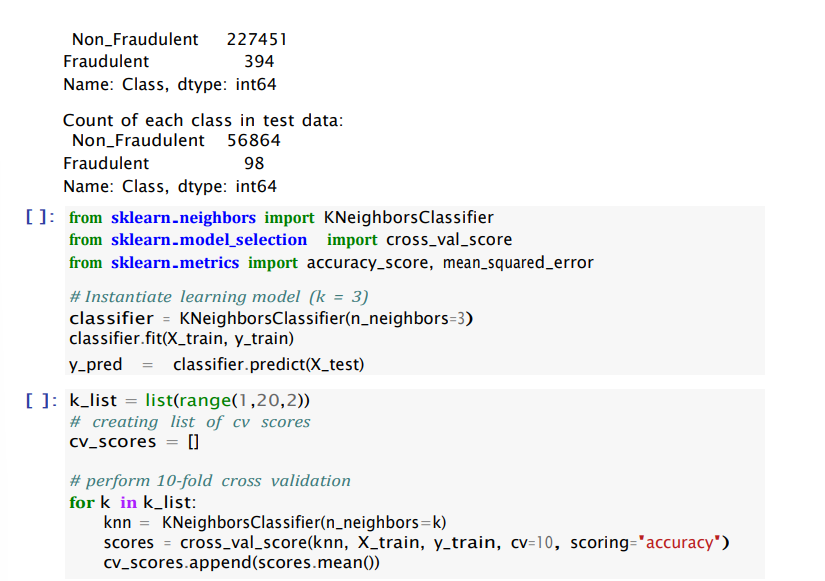 Non_Fraudulent 227451
Fraudulent 394
Name: Class, dtype: int64
Count of each class in test data:
Non_Fraudulent 56864
Fraudulent 98
Name: Class, dtype: int64
[ ]: from sklearn.neighbors import KNeighborsClassifier
from sklearn.model_selection import cross_val_score
from sklearn.metrics import accuracy_score, mean_squared_error
# Instantiate learning model (k = 3)
classifier = KNeighborsClassifier(n_neighbors=3)
classifier.fit(X_train, y_train)
y_pred = classifier.predict(X_test)
[ ]: k_list = list(range(1,20,2))
# creating list of cv scores
cv_scores = []
# perform 10-fold cross validation
for k in k_list:
knn = KNeighborsClassifier(n_neighbors=k)
scores = cross_val_score(knn, X_train, y_train, cv=10, scoring="accuracy")
cv_scores.append(scores.mean())